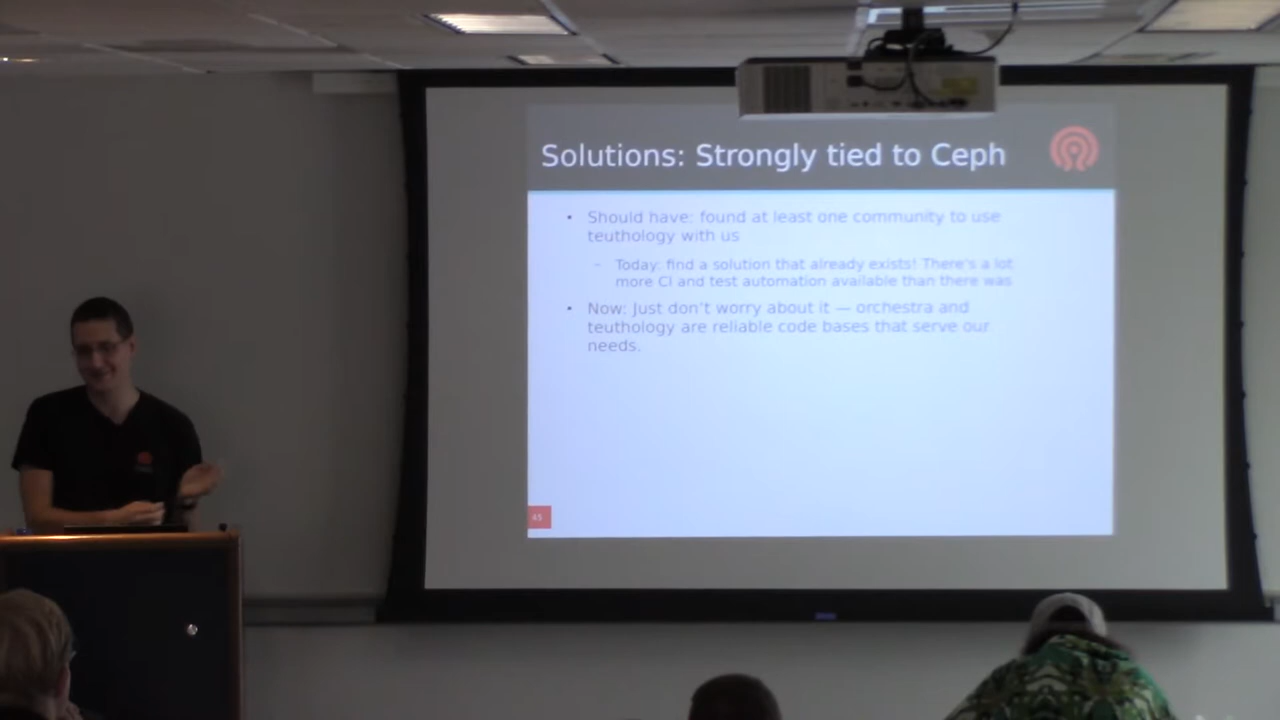 Solutions: Strongly tied to Ceph
• Should have: found at least one community to use
teuthology with us
– Today: find a solution that already exists! There's a lot
more CI and test automation available than there was
• Now: Just don't worry about it — orchestra and
teuthology are reliable code bases that serve our
needs.
45